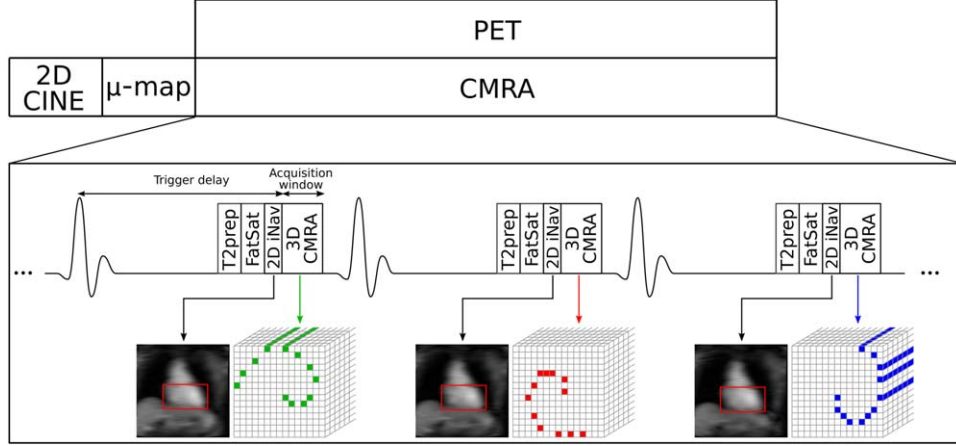 PET
2D
CINE
μ-map
CMRA
Trigger delay
Acquisition
window
T2prep
FatSat
2D iNav
3D
CMRA
T2prep
FatSat
2D iNav
3D
CMRA
T2prep
FatSat
2D iNav
3D
CMRA
...
...